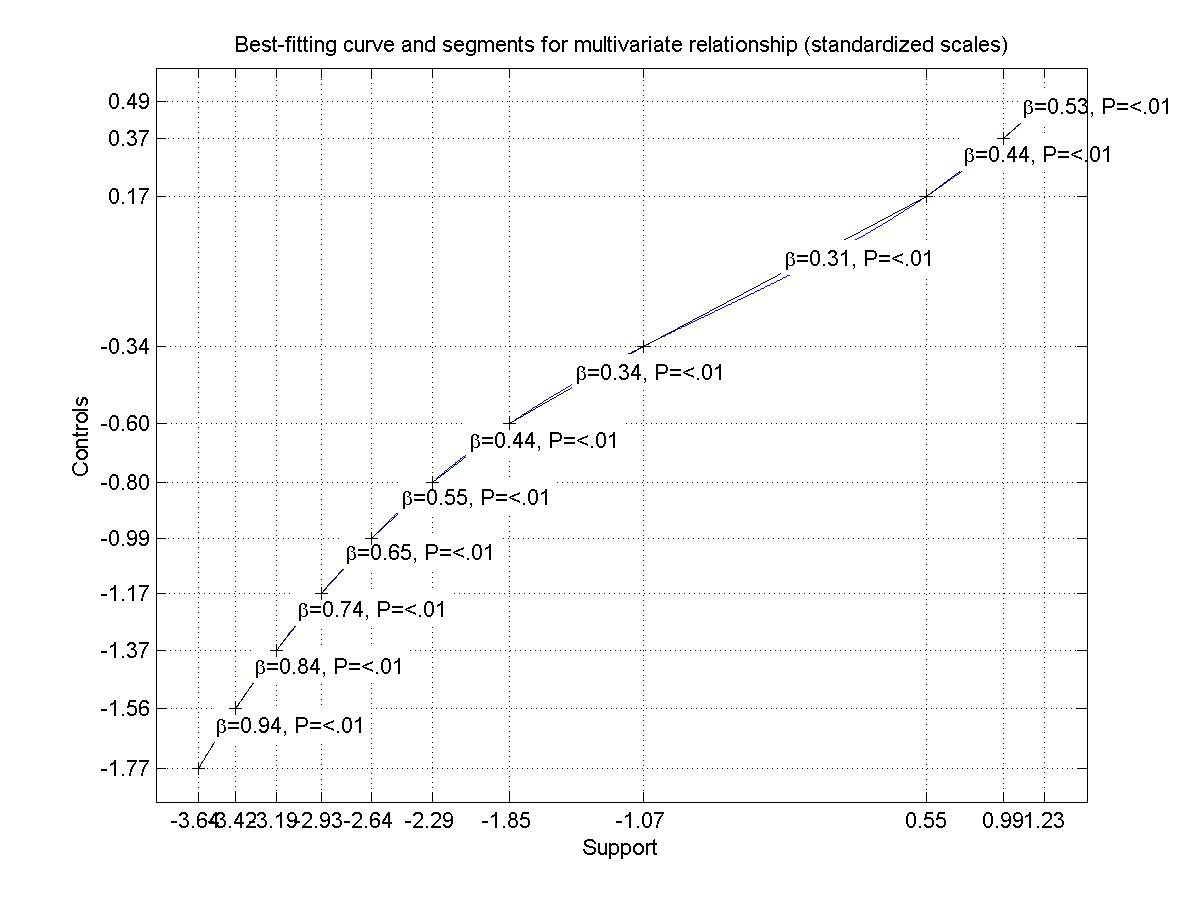 Best-fitting curve and segments for multivariate relationship (standardized scales)
0.49
β=0.53, P=<.01
0.37
β=0.44, P=<.01
0.17
β=0.31, P=<.01
-0.34
β=0.34, P=<.01
-0.60
β=0.44, P=<.01
-0.80
β=0.55, P=<.01
-0.99
β=0.65, P=<.01
-1.17
β=0.74, P=<.01
-1.37
β=0.84, P=<.01
-1.56
β=0.94, P=<.01
-1.77
Controls
-3.64 -3.42 -3.19 -2.93 -2.64 -2.29 -1.85 -1.07 0.55 0.99 1.23
Support